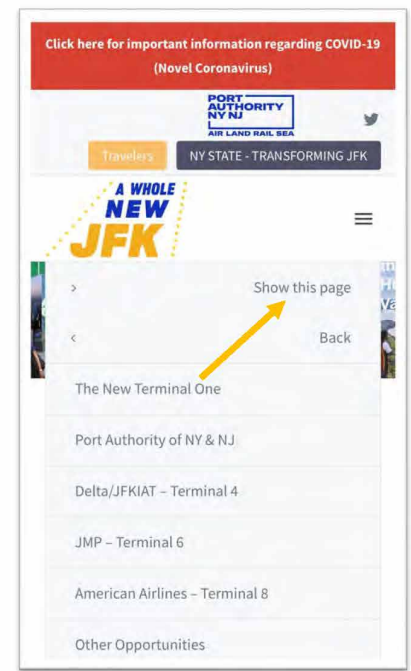 Click here for important information regarding COVID-19
(Novel Coronavirus)
PORT
AUTHORITY
NY NJ
AIR LAND RAIL SEA
Travelers
NY STATE - TRANSFORMING JFK
A WHOLE
NEW
JFK
> Show this page
< Back
The New Terminal One
Port Authority of NY & NJ
Delta/JFKIAT – Terminal 4
JMP – Terminal 6
American Airlines – Terminal 8
Other Opportunities